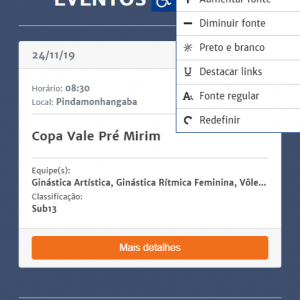 EVENTOS
Aumentar fonte
Diminuir fonte
Preto e branco
Destacar links
Fonte regular
Redefinir
24/11/19
Horário: 08:30
Local: Pindamonhangaba
Copa Vale Pré Mirim
Equipe(s):
Ginástica Artística, Ginástica Rítmica Feminina, Vôle...
Classificação:
Sub13
Mais detalhes